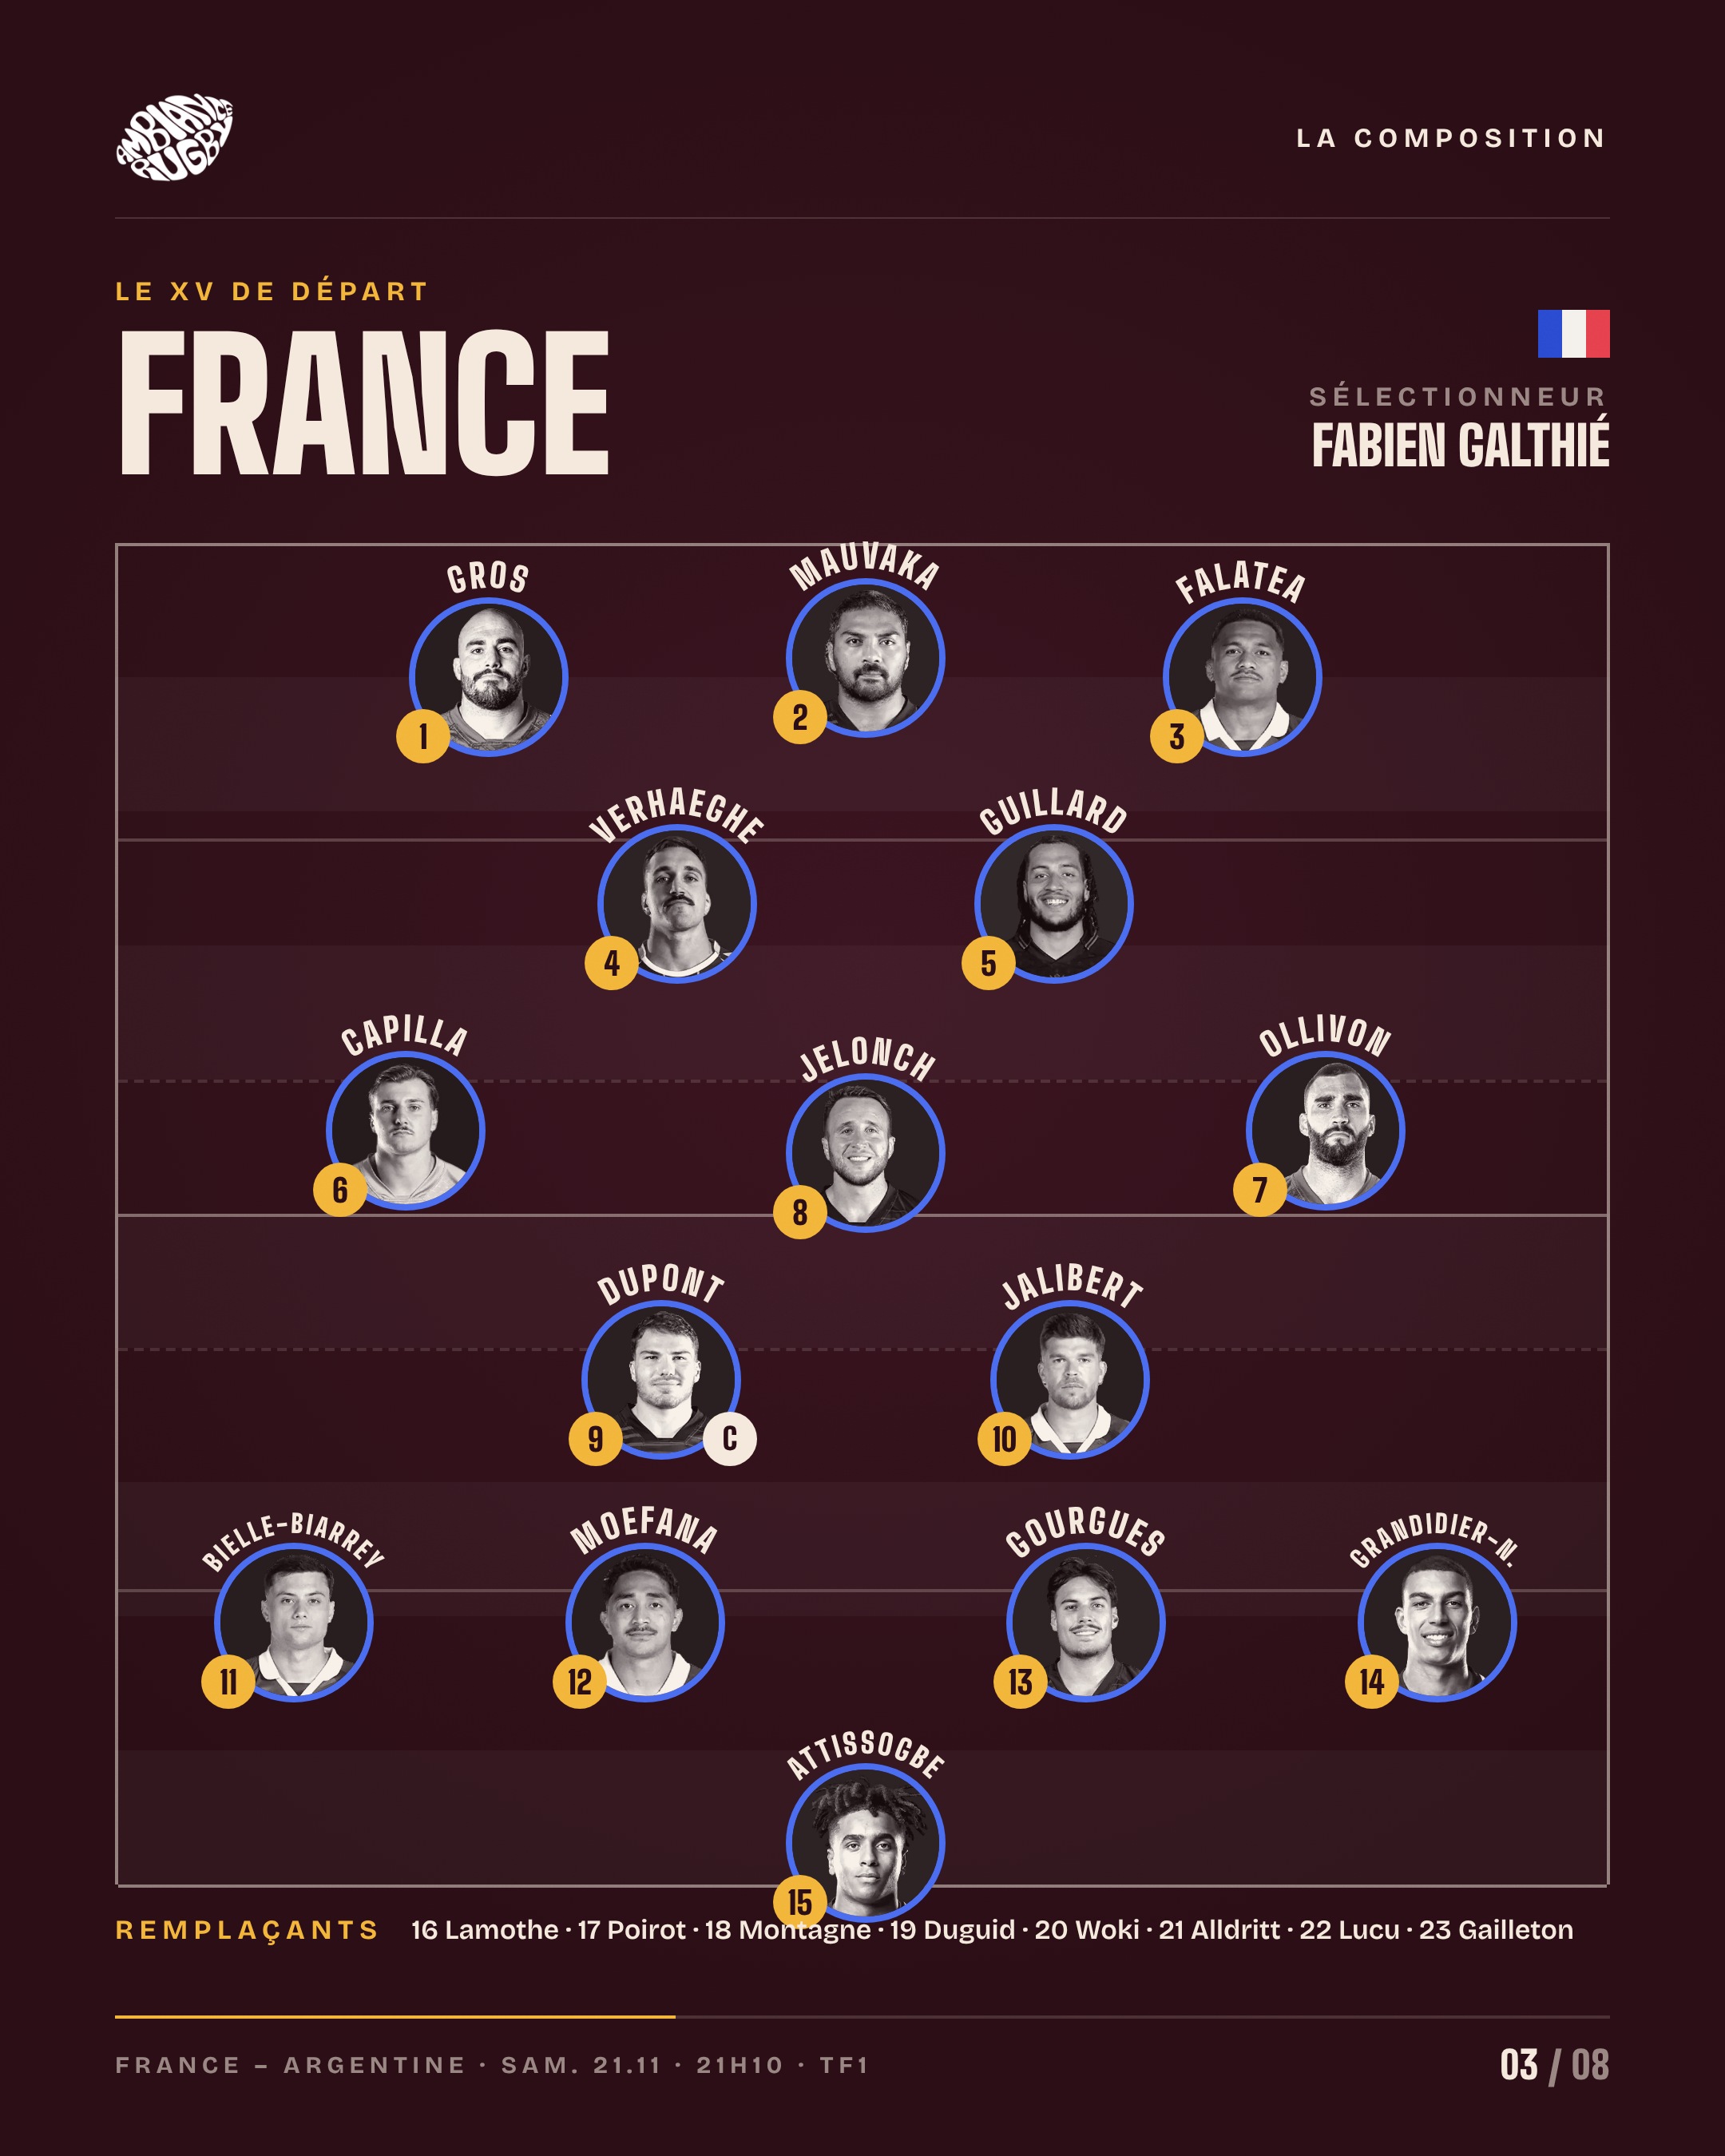 AMBIANCE
RUGBY
LA COMPOSITION
LE XV DE DÉPART
FRANCE
SÉLECTIONNEUR
FABIEN GALTHIÉ
GROS
MAUVAKA
FALATEA
1
2
3
VERHAEGHE
GUILLARD
4
5
CAPILLA
JELONCH
OLLIVON
6
8
7
DUPONT
JALIBERT
9
C
10
BIELLE-BIARREY
MOEFANA
GOURGUES
GRANDIDIER-N.
11
12
13
14
ATTISSOGBE
15
REMPLAÇANTS 16 Lamothe · 17 Poirot · 18 Montagne · 19 Duguid · 20 Woki · 21 Alldritt · 22 Lucu · 23 Gailleton
FRANCE – ARGENTINE · SAM. 21.11 · 21H10 · TF1
03 / 08